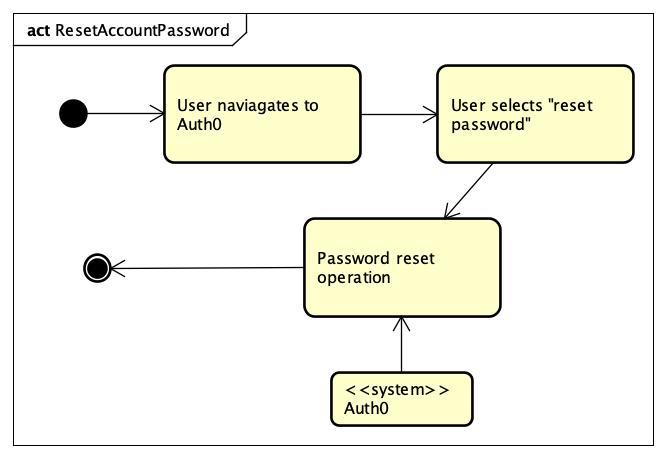 act ResetAccountPassword
User naviagates to
Auth0
User selects "reset
password"
Password reset
operation
<<system>>
Auth0